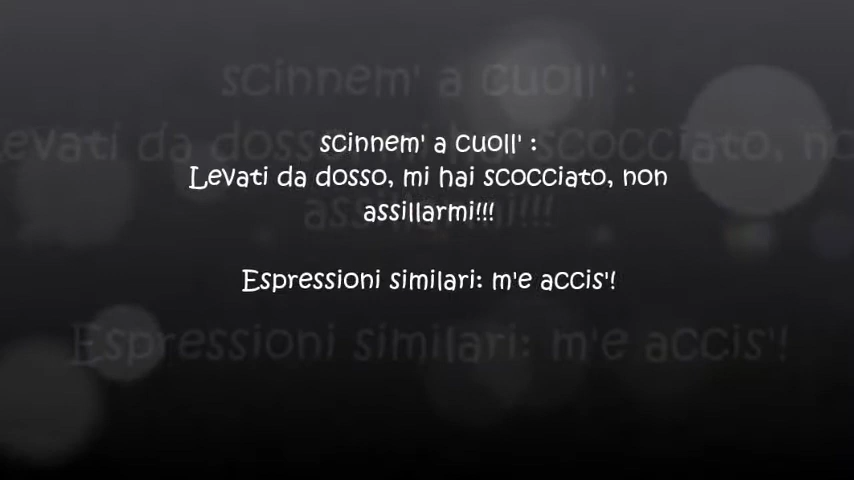 scinnem' a cuoll' :
Levati da dosso, mi hai scocciato, non
assillarmi!!!
Espressioni similari: m'e accis'!